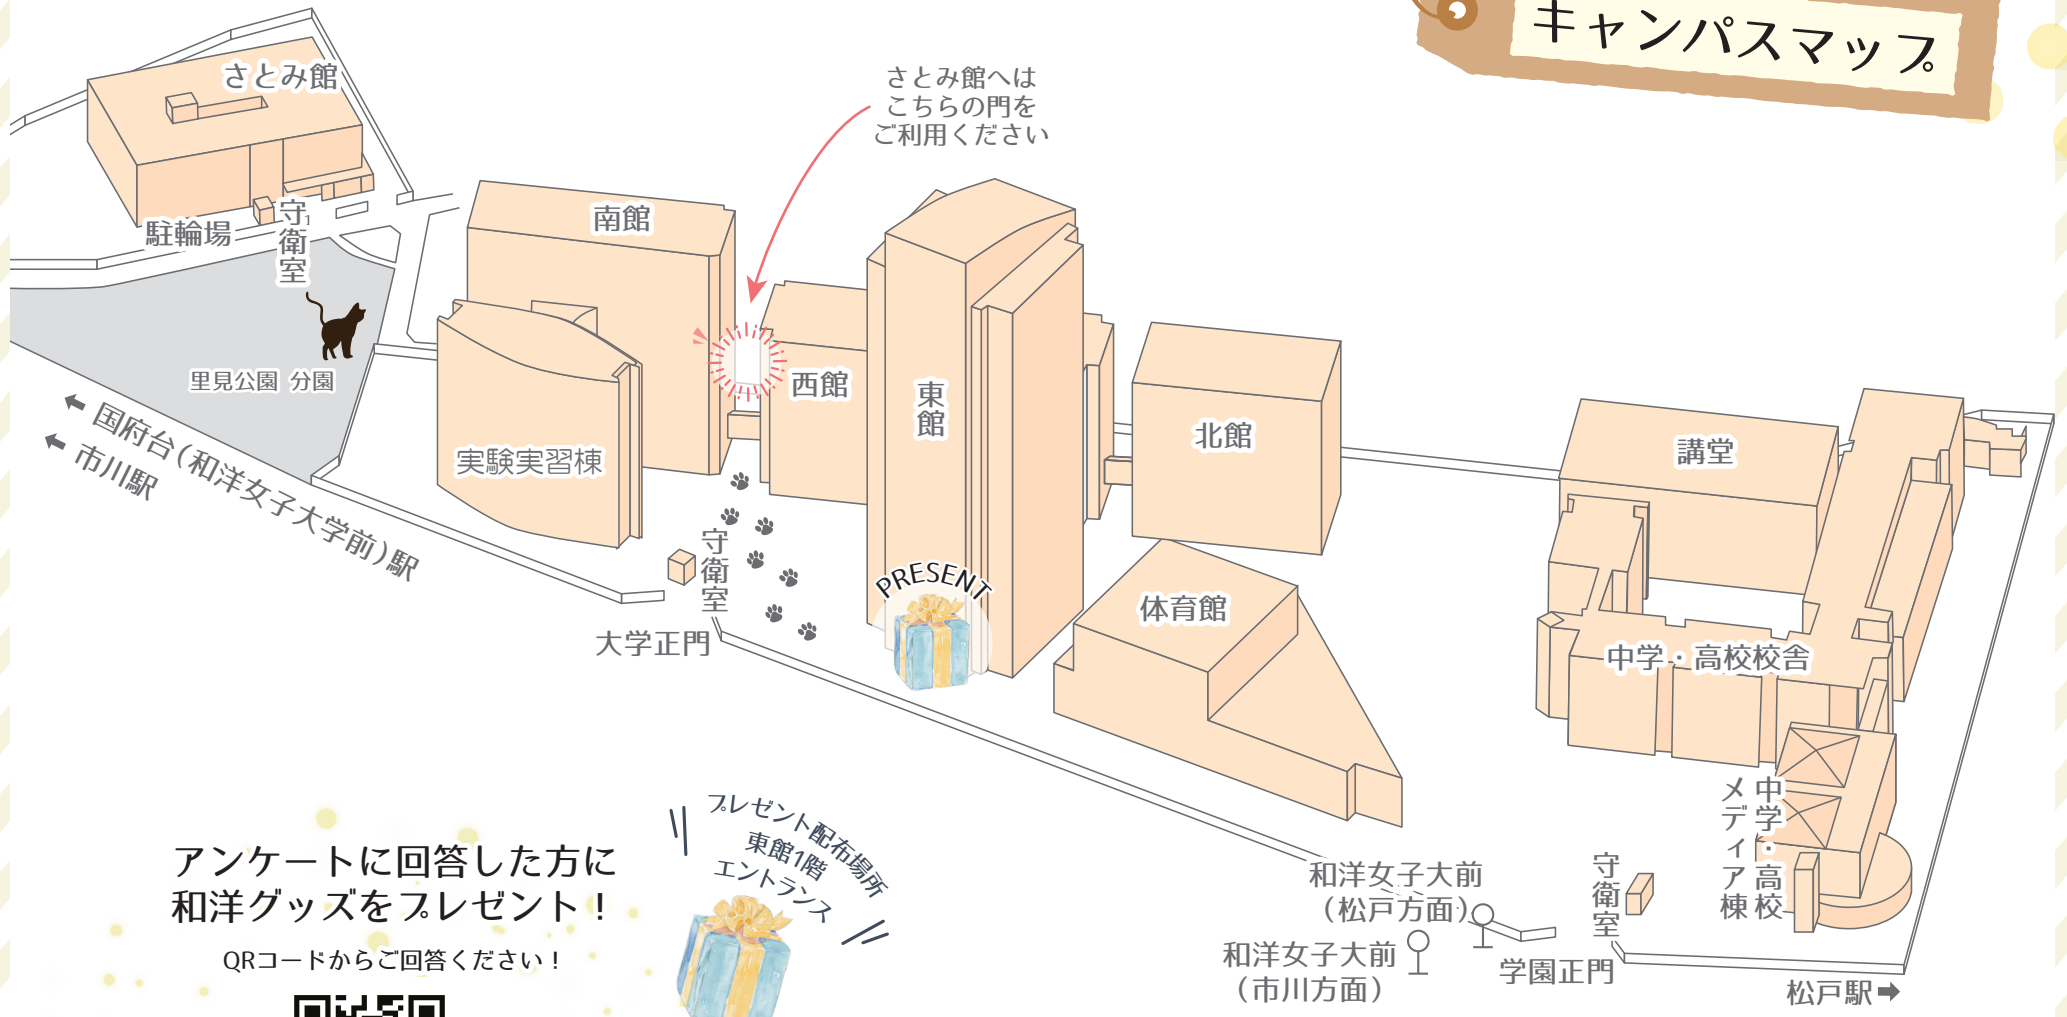 キャンパスマップ
さとみ館
さとみ館へは
こちらの門を
ご利用ください
守衛室
駐輪場
南館
里見公園 分園
国府台(和洋女子大学前)駅
市川駅
実験実習棟
西館
東館
北館
講堂
守衛室
大学正門
PRESENT
体育館
中学・高校校舎
中学・高校
メディア棟
守衛室
和洋女子大前
(松戸方面)
和洋女子大前
(市川方面)
学園正門
松戸駅
プレゼント配布場所
東館1階
エントランス
アンケートに回答した方に
和洋グッズをプレゼント！
QRコードからご回答ください！